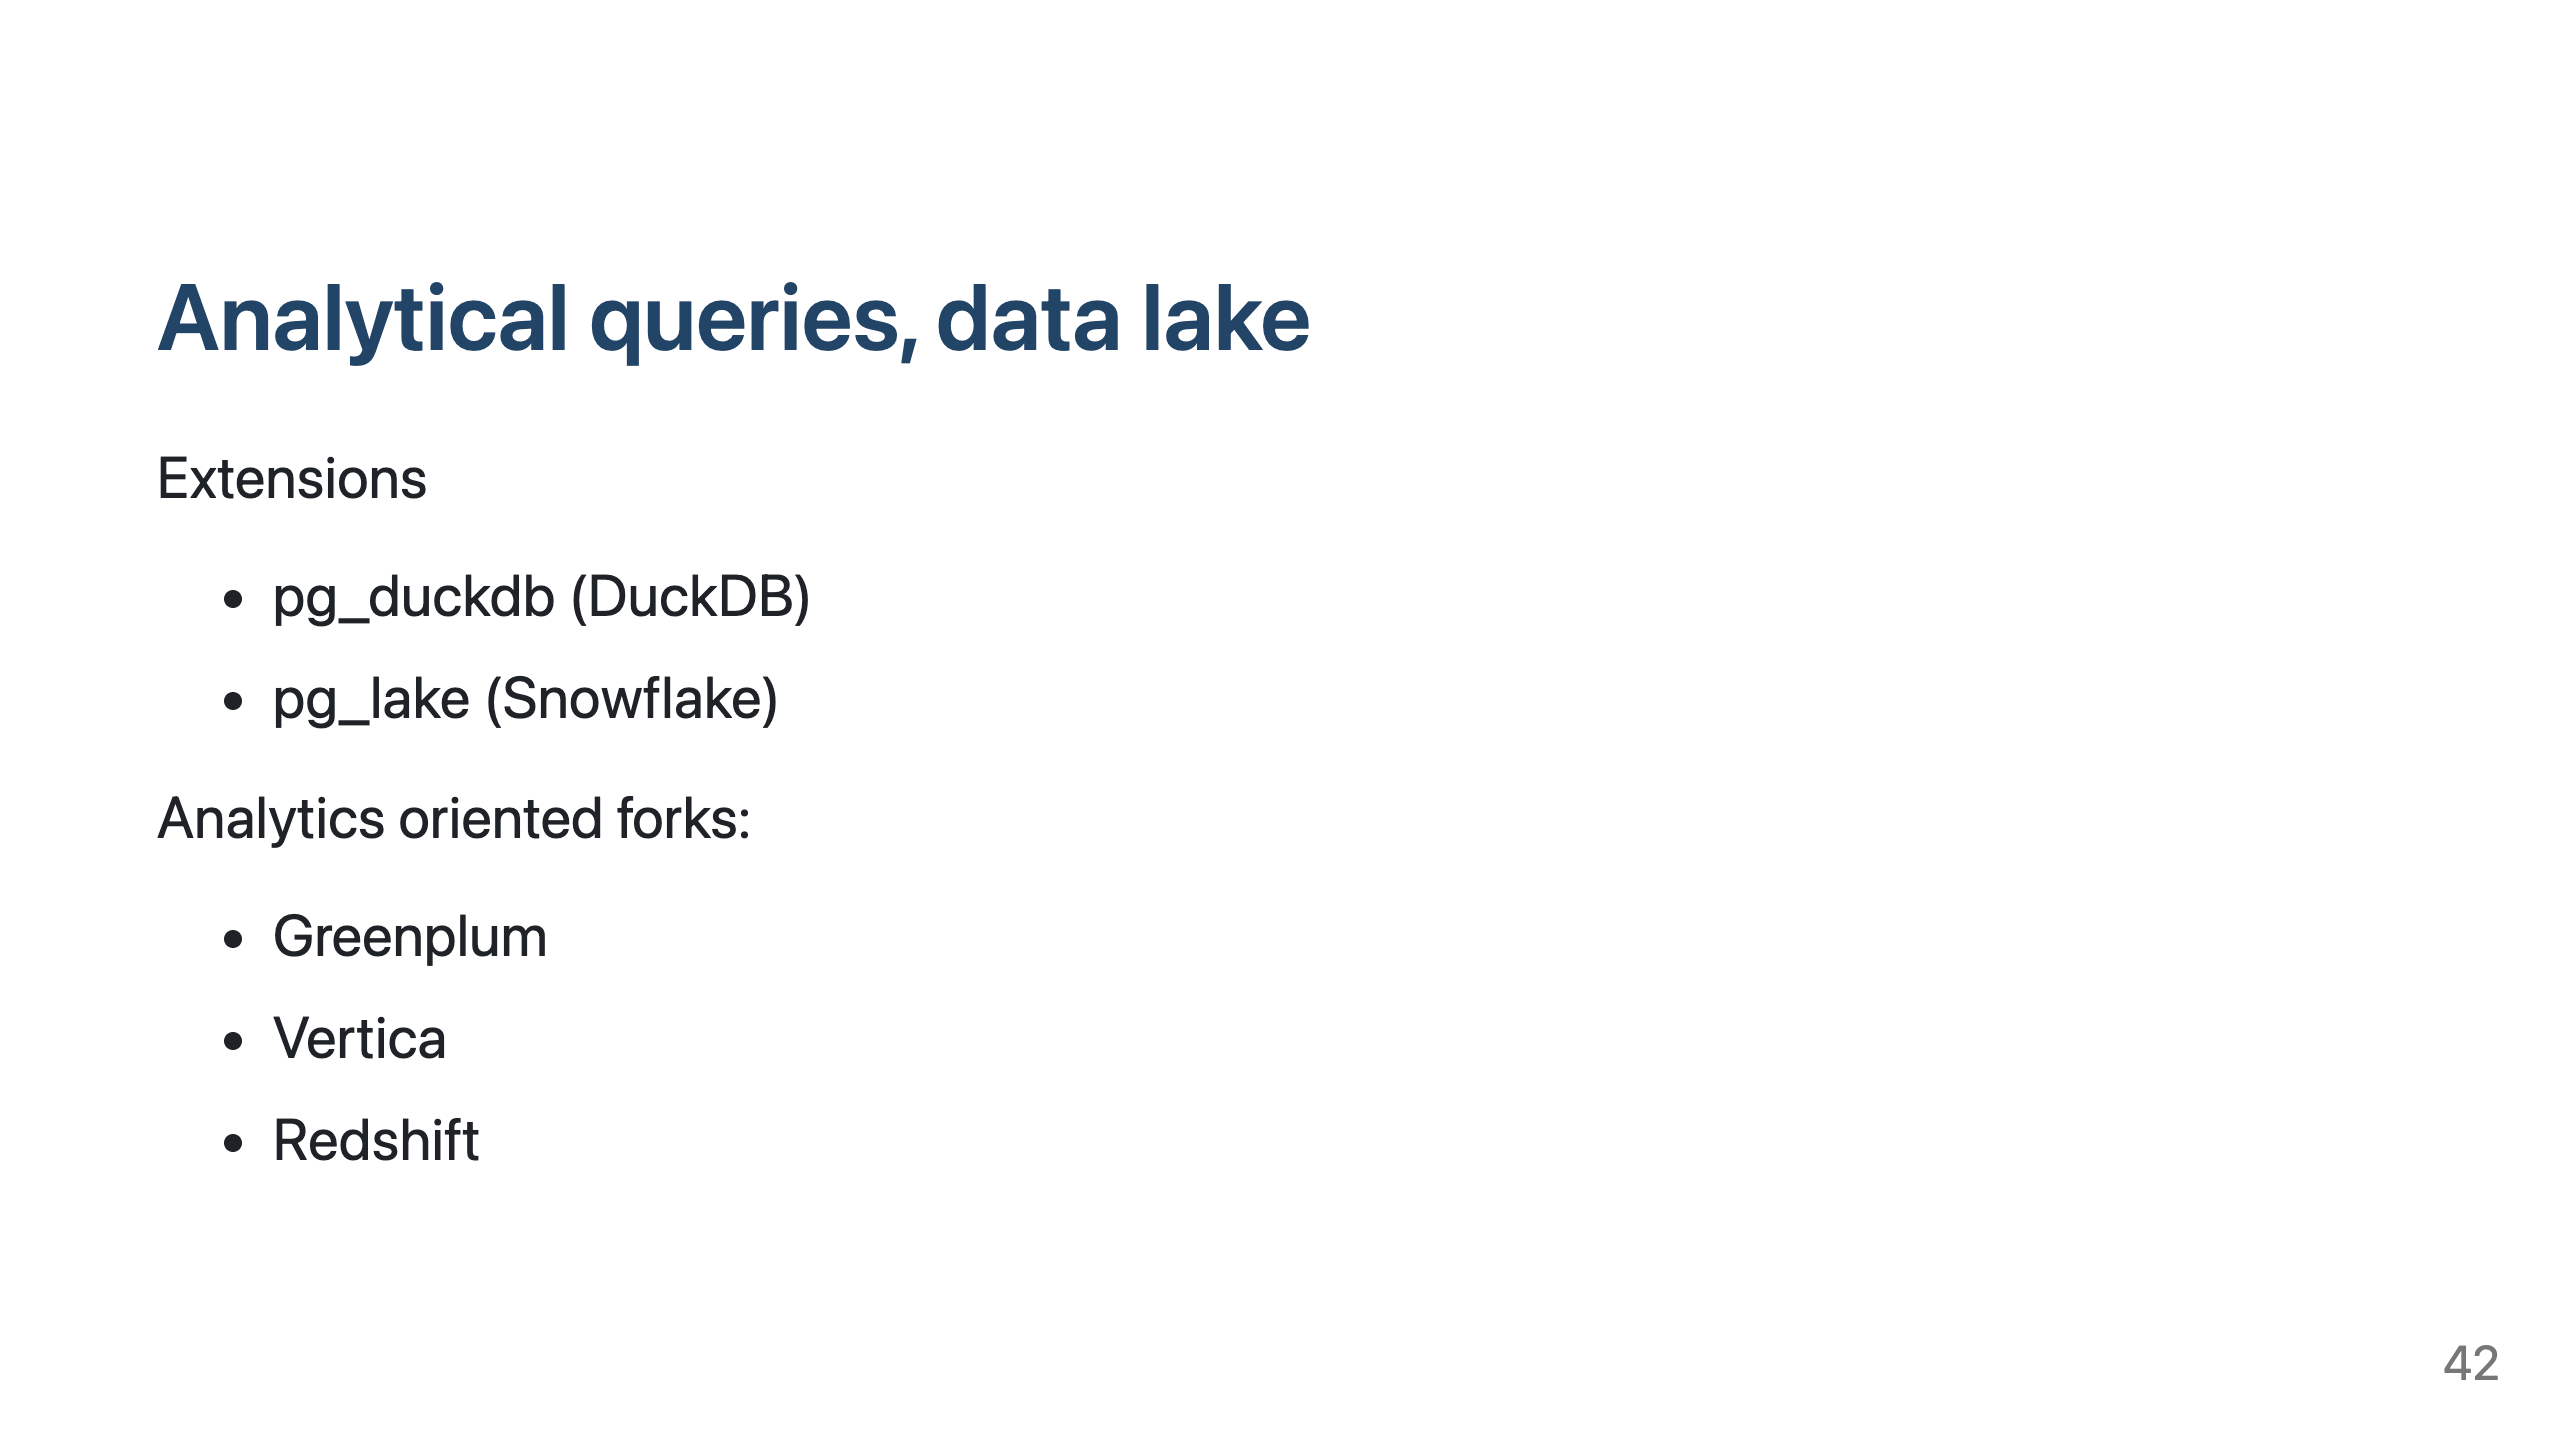 Analytical queries, data lake
Extensions
• pg_duckdb (DuckDB)
• pg_lake (Snowflake)
Analytics oriented forks:
• Greenplum
• Vertica
• Redshift
42